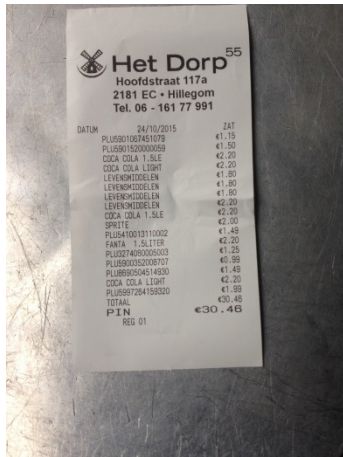 Het Dorp 55
Hoofdstraat 117a
2181 EC • Hillegom
Tel. 06 - 161 77 991
DATUM 24/10/2015 ZAT
PLU5901067451079 €1.15
PLU5901520000059 €1.50
COCA COLA 1.5LE €2.20
COCA COLA LIGHT €2.20
LEVENSMIDDELEN €1.80
LEVENSMIDDELEN €1.80
LEVENSMIDDELEN €1.80
LEVENSMIDDELEN €2.20
COCA COLA 1.5LE €2.20
SPRITE €2.00
PLU5410013110002 €1.49
FANTA 1.5LITER €2.20
PLU3274080005003 €1.25
PLU5900352008707 €0.99
PLU8690504514930 €1.49
COCA COLA LIGHT €2.20
PLU5997264159320 €1.99
TOTAAL €30.46
PIN €30.46
REG 01